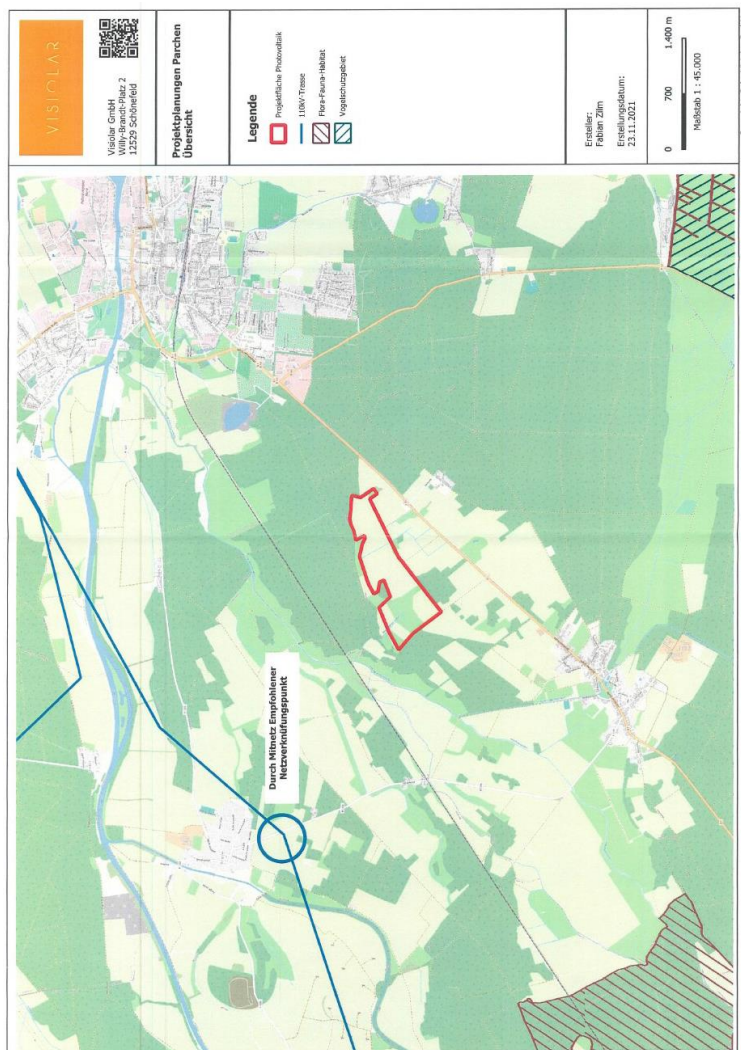 VISIOLAR
Visiolar GmbH
Willy-Brandt-Platz 2
12529 Schönefeld
Projektplanungen Parchen
Übersicht
Legende
Projektfläche Photovoltaik
110kV-Trasse
Flora-Fauna-Habitat
Vogelschutzgebiet
Ersteller:
Fabian Zilm
Erstellungsdatum:
23.11.2021
0 700 1.400 m
Maßstab 1 : 45.000
Durch Mitnetz Empfohlener
Netzverknüpfungspunkt